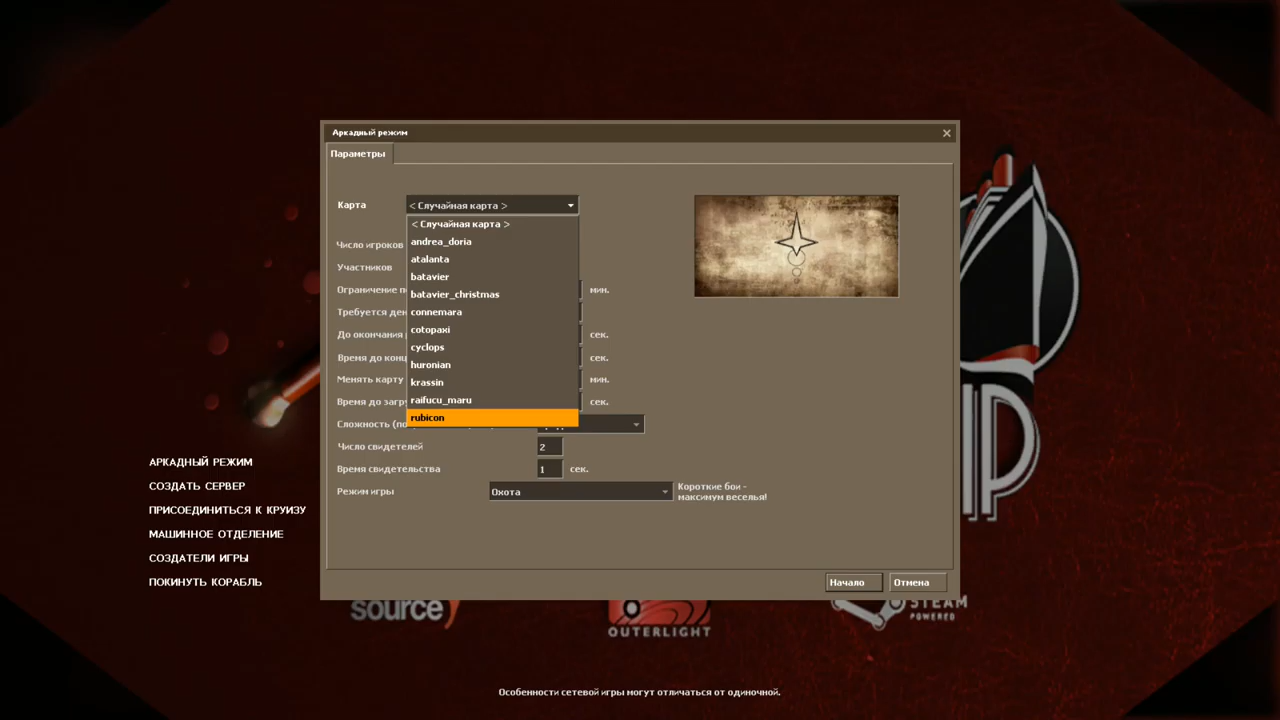 Аркадный режим
Параметры
Карта
< Случайная карта >
< Случайная карта >
andrea_doria
atalanta
batavier
batavier_christmas
connemara
cotopaxi
cyclops
huronian
krassin
raifucu_maru
rubicon
Число игроков
Участников
Ограничение по
мин.
Требуется ден
До окончания
сек.
Время до конц
сек.
Менять карту
мин.
Время до загру
сек.
Сложность (по
Число свидетелей
2
Время свидетельства
1
сек.
Режим игры
Охота
Короткие бои -
максимум веселья!
Начало
Отмена
АРКАДНЫЙ РЕЖИМ
СОЗДАТЬ СЕРВЕР
ПРИСОЕДИНИТЬСЯ К КРУИЗУ
МАШИННОЕ ОТДЕЛЕНИЕ
СОЗДАТЕЛИ ИГРЫ
ПОКИНУТЬ КОРАБЛЬ
source
OUTERLIGHT
STEAM
POWERED
IP
Особенности сетевой игры могут отличаться от одиночной.